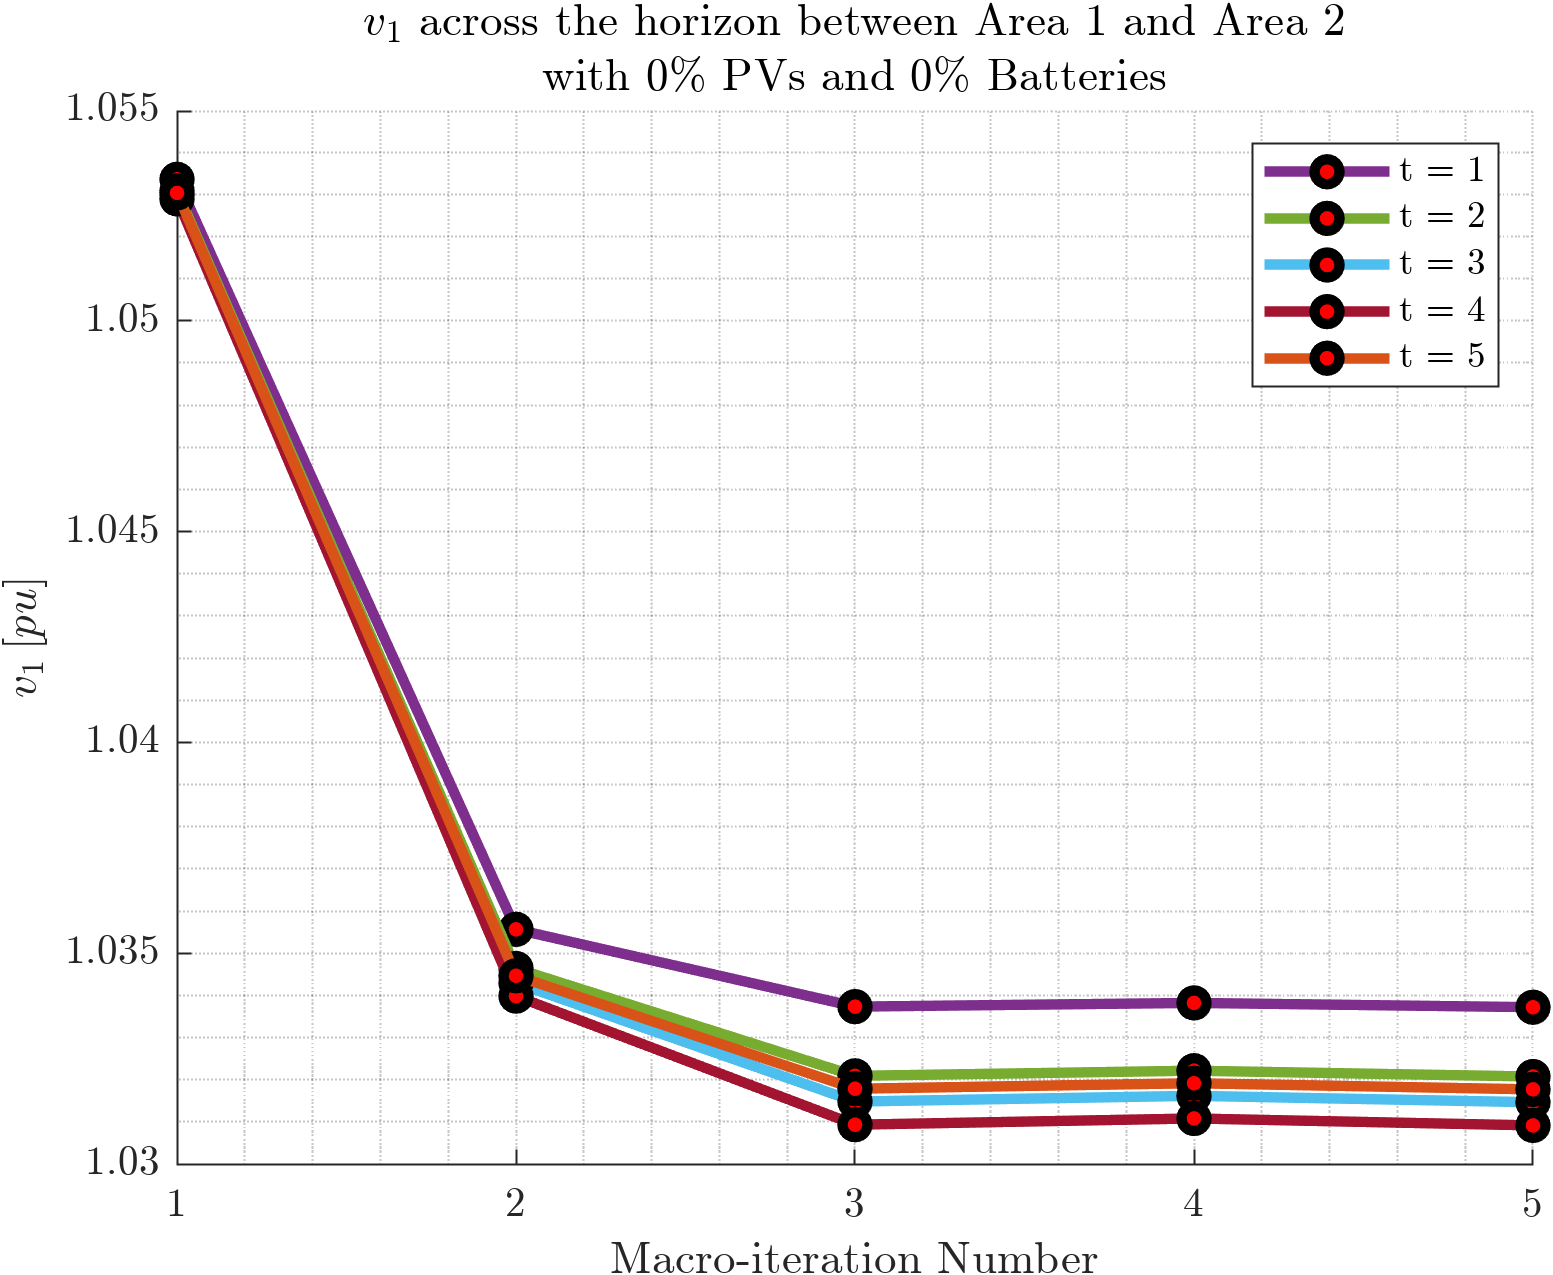 v₁ across the horizon between Area 1 and Area 2
with 0% PVs and 0% Batteries
1.055
1.05
1.045
1.04
1.035
1.03
v₁ [pu]
t = 1
t = 2
t = 3
t = 4
t = 5
1 2 3 4 5
Macro-iteration Number